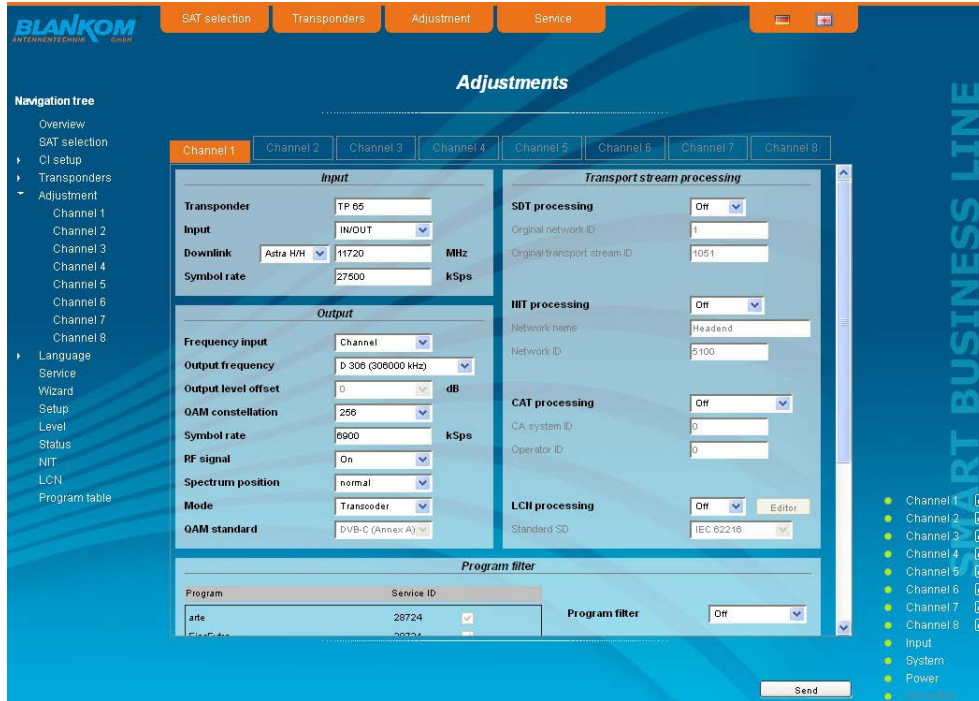 BLANKOM
ANTENNENTECHNIK GmbH
SAT selection Transponders Adjustment Service
Adjustments
Navigation tree
Overview
SAT selection
CI setup
Transponders
Adjustment
Channel 1
Channel 2
Channel 3
Channel 4
Channel 5
Channel 6
Channel 7
Channel 8
Language
Service
Wizard
Setup
Level
Status
NIT
LCN
Program table
Channel 1 Channel 2 Channel 3 Channel 4 Channel 5 Channel 6 Channel 7 Channel 8
Input
Transponder TP 65
Input IN/OUT
Downlink Astra H/H 11720 MHz
Symbol rate 27500 kSps
Output
Frequency input Channel
Output frequency D 306 (306000 kHz)
Output level offset 0 dB
QAM constellation 256
Symbol rate 6900 kSps
RF signal On
Spectrum position normal
Mode Transcoder
QAM standard DVB-C (Annex A)
Transport stream processing
SDT processing Off
Orginal network ID 1
Orginal transport stream ID 1051
NIT processing Off
Network name Headend
Network ID 5100
CAT processing Off
CA system ID 0
Operator ID 0
LCN processing Off Editor
Standard SD IEC 62216
Program filter
Program Service ID
arte 28724
Program filter Off
Send
SMART BUSINESS LINE
Channel 1
Channel 2
Channel 3
Channel 4
Channel 5
Channel 6
Channel 7
Channel 8
Input
System
Power